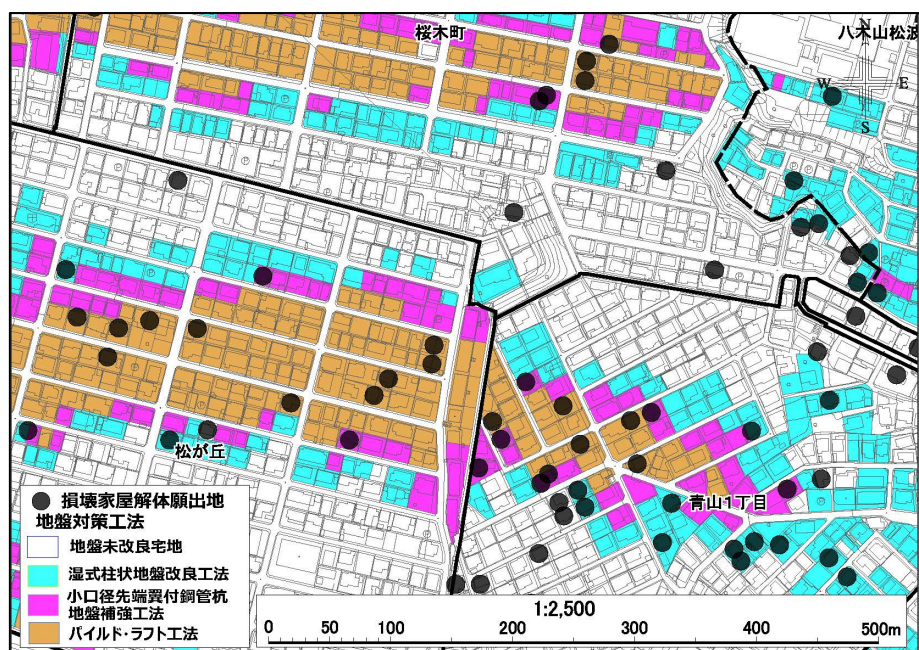 桜木町
八木山松波
N
W E
S
松が丘
青山1丁目
損壊家屋解体願出地
地盤対策工法
地盤未改良宅地
湿式柱状地盤改良工法
小口径先端翼付鋼管杭
地盤補強工法
パイルド・ラフト工法
1:2,500
0 50 100 200 300 400 500m